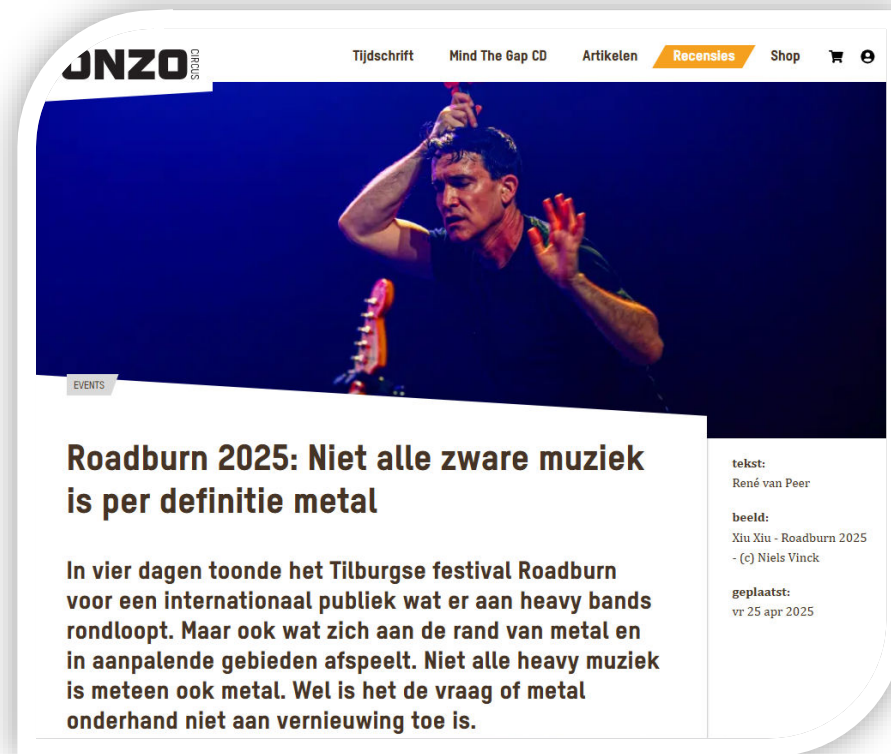 ONZO
CIRCUS
Tijdschrift Mind The Gap CD Artikelen Recensies Shop
EVENTS
Roadburn 2025: Niet alle zware muziek
is per definitie metal
In vier dagen toonde het Tilburgse festival Roadburn
voor een internationaal publiek wat er aan heavy bands
rondloopt. Maar ook wat zich aan de rand van metal en
in aanpalende gebieden afspeelt. Niet alle heavy muziek
is meteen ook metal. Wel is het de vraag of metal
onderhand niet aan vernieuwing toe is.
tekst:
René van Peer
beeld:
Xiu Xiu - Roadburn 2025
- (c) Niels Vinck
geplaatst:
vr 25 apr 2025